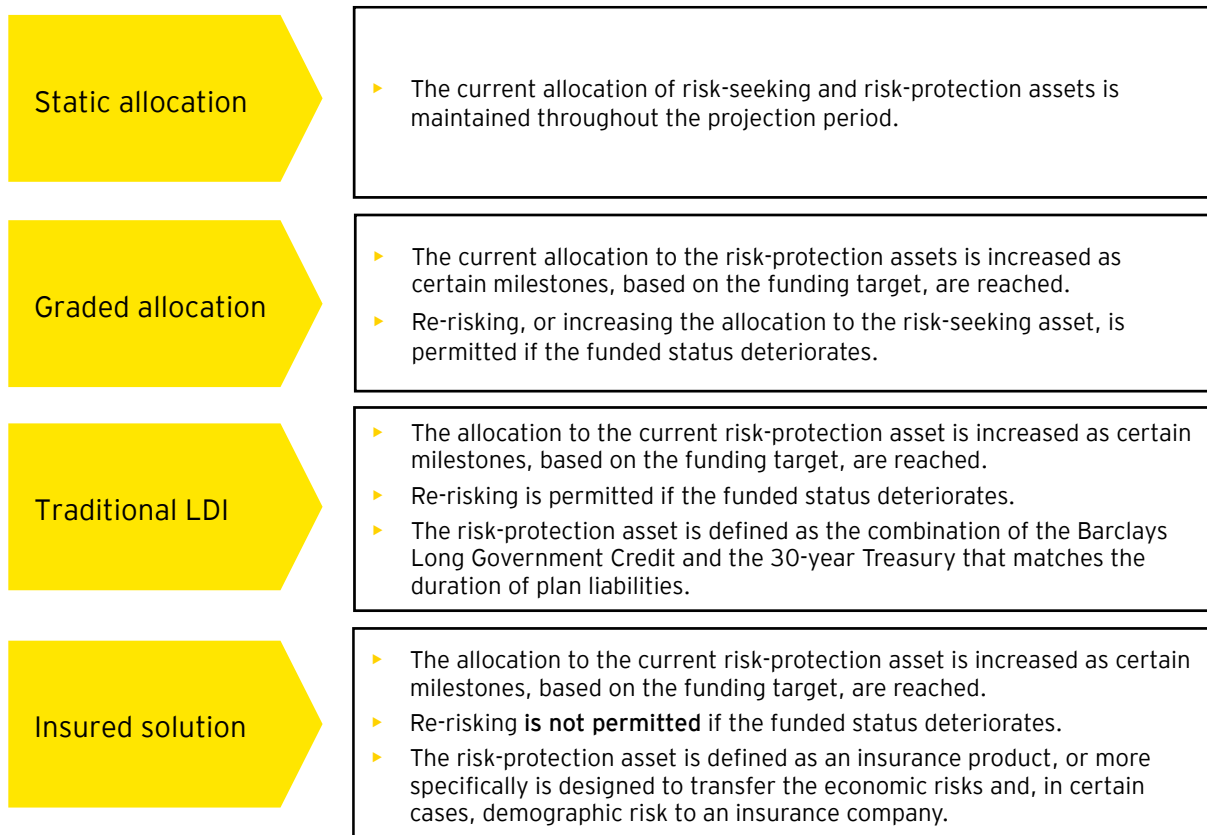 Static allocation
▸ The current allocation of risk-seeking and risk-protection assets is
maintained throughout the projection period.
Graded allocation
▸ The current allocation to the risk-protection assets is increased as
certain milestones, based on the funding target, are reached.
▸ Re-risking, or increasing the allocation to the risk-seeking asset, is
permitted if the funded status deteriorates.
Traditional LDI
▸ The allocation to the current risk-protection asset is increased as certain
milestones, based on the funding target, are reached.
▸ Re-risking is permitted if the funded status deteriorates.
▸ The risk-protection asset is defined as the combination of the Barclays
Long Government Credit and the 30-year Treasury that matches the
duration of plan liabilities.
Insured solution
▸ The allocation to the current risk-protection asset is increased as certain
milestones, based on the funding target, are reached.
▸ Re-risking is not permitted if the funded status deteriorates.
▸ The risk-protection asset is defined as an insurance product, or more
specifically is designed to transfer the economic risks and, in certain
cases, demographic risk to an insurance company.